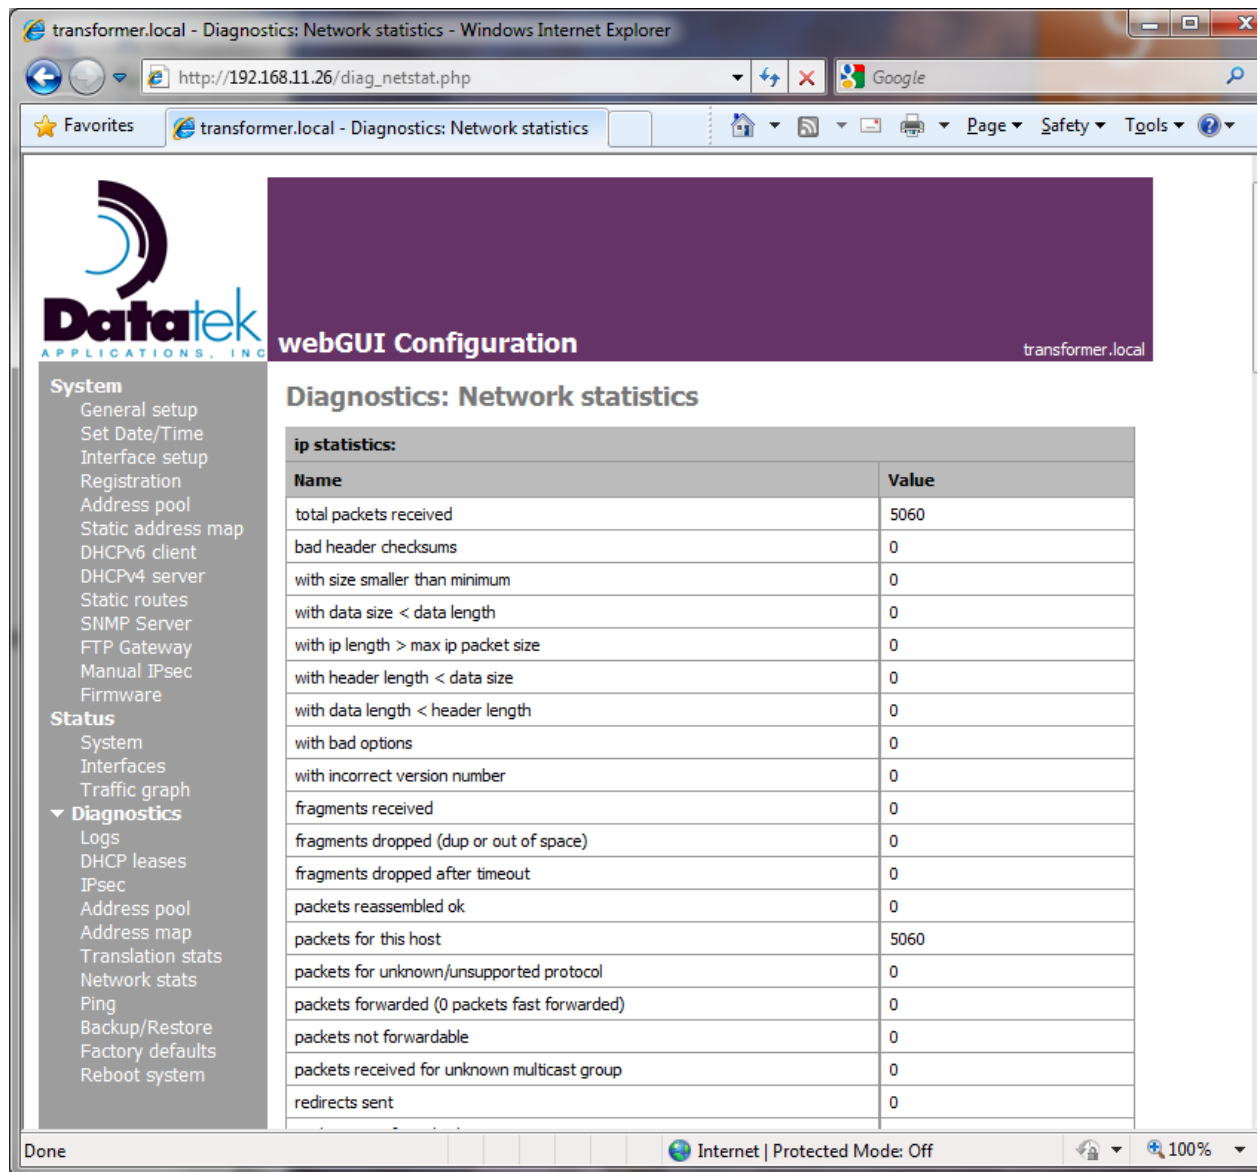 transformer.local - Diagnostics: Network statistics - Windows Internet Explorer
http://192.168.11.26/diag_netstat.php
Google
Favorites
transformer.local - Diagnostics: Network statistics
Page Safety Tools
Datatek
APPLICATIONS, INC
webGUI Configuration
transformer.local
System
General setup
Set Date/Time
Interface setup
Registration
Address pool
Static address map
DHCPv6 client
DHCPv4 server
Static routes
SNMP Server
FTP Gateway
Manual IPsec
Firmware
Status
System
Interfaces
Traffic graph
Diagnostics
Logs
DHCP leases
IPsec
Address pool
Address map
Translation stats
Network stats
Ping
Backup/Restore
Factory defaults
Reboot system
Diagnostics: Network statistics
ip statistics:
Name Value
total packets received 5060
bad header checksums 0
with size smaller than minimum 0
with data size < data length 0
with ip length > max ip packet size 0
with header length < data size 0
with data length < header length 0
with bad options 0
with incorrect version number 0
fragments received 0
fragments dropped (dup or out of space) 0
fragments dropped after timeout 0
packets reassembled ok 0
packets for this host 5060
packets for unknown/unsupported protocol 0
packets forwarded (0 packets fast forwarded) 0
packets not forwardable 0
packets received for unknown multicast group 0
redirects sent 0
Done
Internet | Protected Mode: Off
100%